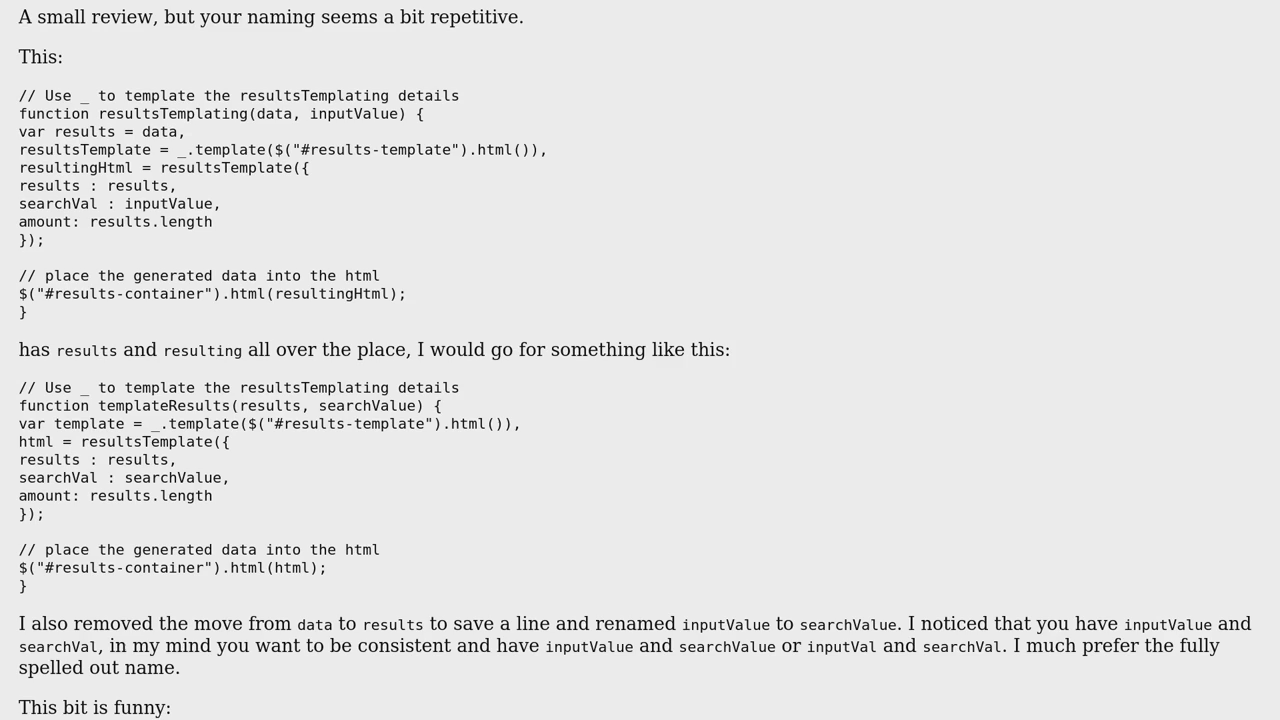 A small review, but your naming seems a bit repetitive.
This:
// Use _ to template the resultsTemplating details
function resultsTemplating(data, inputValue) {
var results = data,
resultsTemplate = _.template($("#results-template").html()),
resultingHtml = resultsTemplate({
results : results,
searchVal : inputValue,
amount: results.length
});
// place the generated data into the html
$("#results-container").html(resultingHtml);
}
has results and resulting all over the place, I would go for something like this:
// Use _ to template the resultsTemplating details
function templateResults(results, searchValue) {
var template = _.template($("#results-template").html()),
html = resultsTemplate({
results : results,
searchVal : searchValue,
amount: results.length
});
// place the generated data into the html
$("#results-container").html(html);
}
I also removed the move from data to results to save a line and renamed inputValue to searchValue. I noticed that you have inputValue and
searchVal, in my mind you want to be consistent and have inputValue and searchValue or inputVal and searchVal. I much prefer the fully
spelled out name.
This bit is funny: